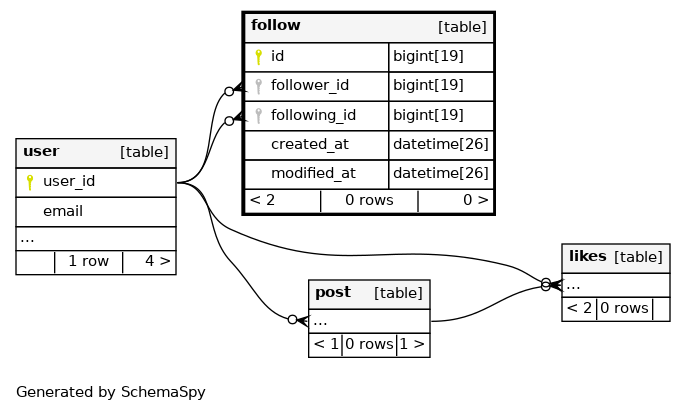 follow [table]
id bigint[19]
follower_id bigint[19]
following_id bigint[19]
created_at datetime[26]
modified_at datetime[26]
< 2 0 rows 0 >
user [table]
user_id
email
...
1 row 4 >
likes [table]
...
< 2 0 rows
post [table]
...
< 1 0 rows 1 >
Generated by SchemaSpy